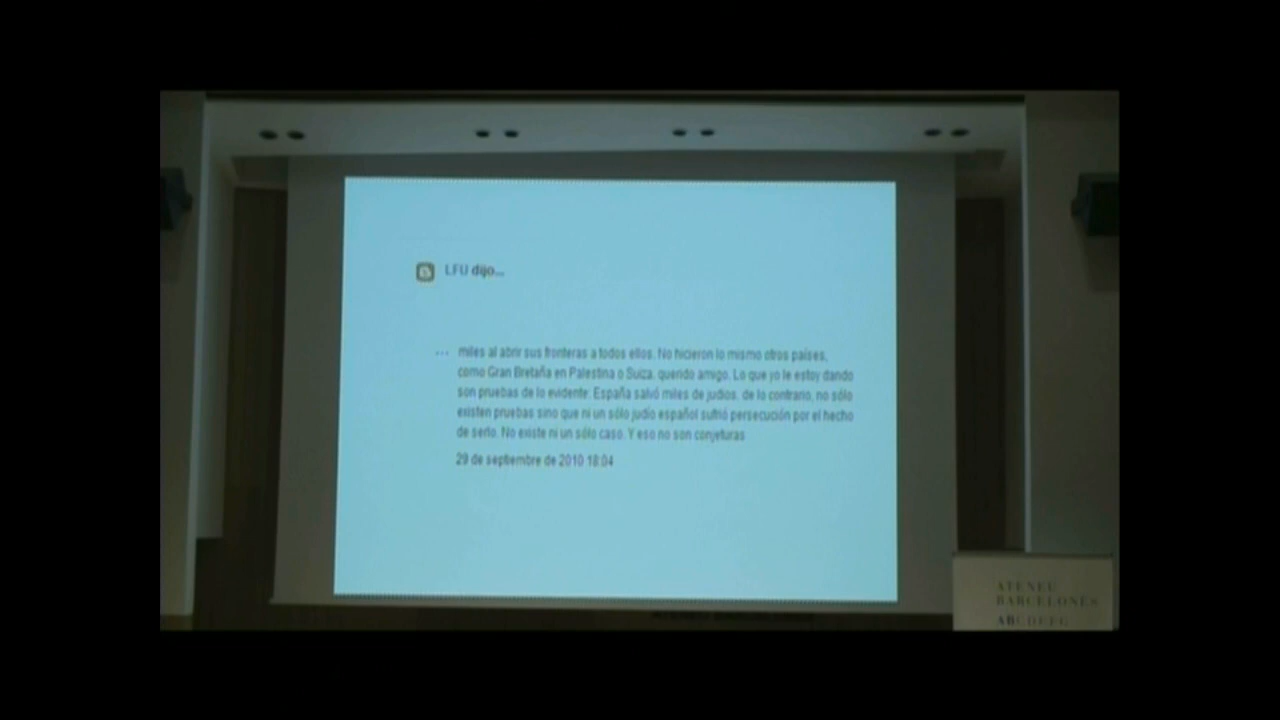 LFU dijo...
... miles al abrir sus fronteras a todos ellos. No hicieron lo mismo otros países,
como Gran Bretaña en Palestina o Suiza, querido amigo. Lo que yo le estoy dando
son pruebas de lo evidente: España salvó miles de judios, de lo contrario, no sólo
existen pruebas sino que ni un sólo judío español sufrió persecución por el hecho
de serlo. No existe ni un sólo caso. Y eso no son conjeturas
29 de septiembre de 2010 18:04
ATENEU
BARCELONÈS
ABCDEFG